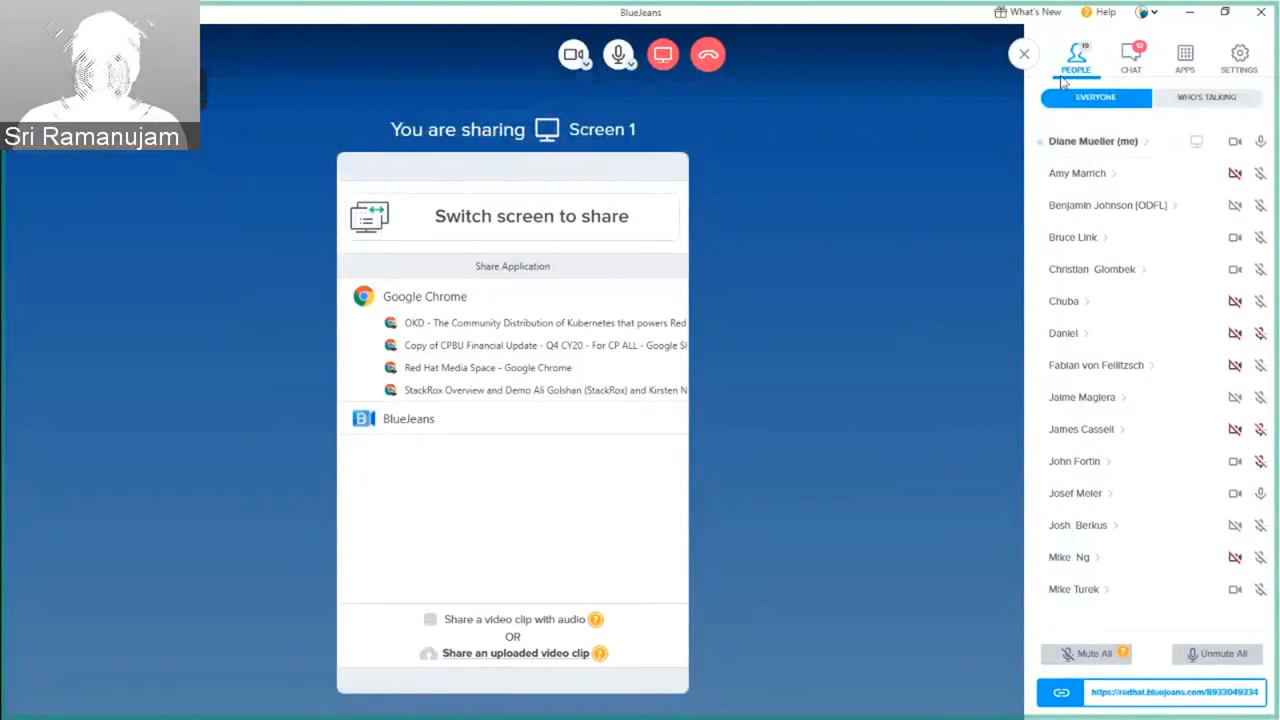 BlueJeans
What's New
Help
Sri Ramanujam
You are sharing Screen 1
Switch screen to share
Share Application
Google Chrome
OKD - The Community Distribution of Kubernetes that powers Red
Copy of CPBU Financial Update - Q4 CY20 - For CP ALL - Google Sl
Red Hat Media Space - Google Chrome
StackRox Overview and Demo Ali Golshan (StackRox) and Kirsten N
BlueJeans
Share a video clip with audio
OR
Share an uploaded video clip
19
PEOPLE
13
CHAT
APPS
SETTINGS
EVERYONE
WHO'S TALKING
Diane Mueller (me)
Amy Marrich
Benjamin Johnson [ODFL]
Bruce Link
Christian Glombek
Chuba
Daniel
Fabian von Feilitzsch
Jaime Magiera
James Cassell
John Fortin
Josef Meier
Josh Berkus
Mike Ng
Mike Turek
Mute All
Unmute All
https://redhat.bluejeans.com/8933049334